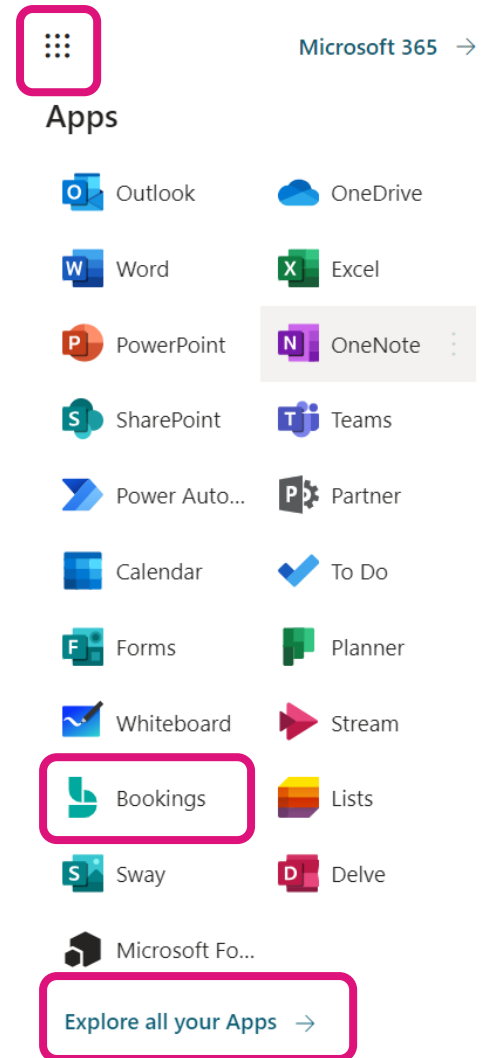 Microsoft 365 →
Apps
Outlook OneDrive
Word Excel
PowerPoint OneNote
SharePoint Teams
Power Auto... Partner
Calendar To Do
Forms Planner
Whiteboard Stream
Bookings Lists
Sway Delve
Microsoft Fo...
Explore all your Apps →